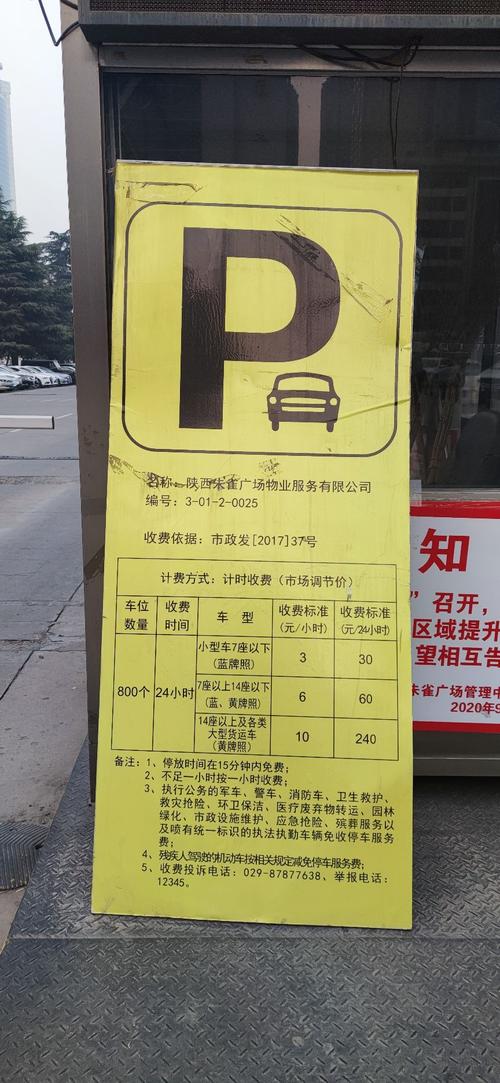 P
名称:陕西朱雀广场物业服务有限公司
编号:3-01-2-0025
收费依据:市政发[2017]37号
计费方式:计时收费(市场调节价)
车位数量 收费时间 车 型 收费标准(元/小时) 收费标准(元/24小时)
800个 24小时
小型车7座以下(蓝牌照) 3 30
7座以上14座以下(蓝、黄牌照) 6 60
14座以上及各类大型货运车(黄牌照) 10 240
备注:1、停放时间在15分钟内免费;
2、不足一小时按一小时收费;
3、执行公务的军车、警车、消防车、卫生救护、
救灾抢险、环卫保洁、医疗废弃物转运、园林
绿化、市政设施维护、应急抢险、殡葬服务以
及喷有统一标识的执法执勤车辆免收停车服务
费;
4、残疾人驾驶的机动车按相关规定减免停车服务费;
5、收费投诉电话:029-87877638、举报电话:
12345。
知
”召开,
区域提升
望相互告
朱雀广场管理中
2020年9